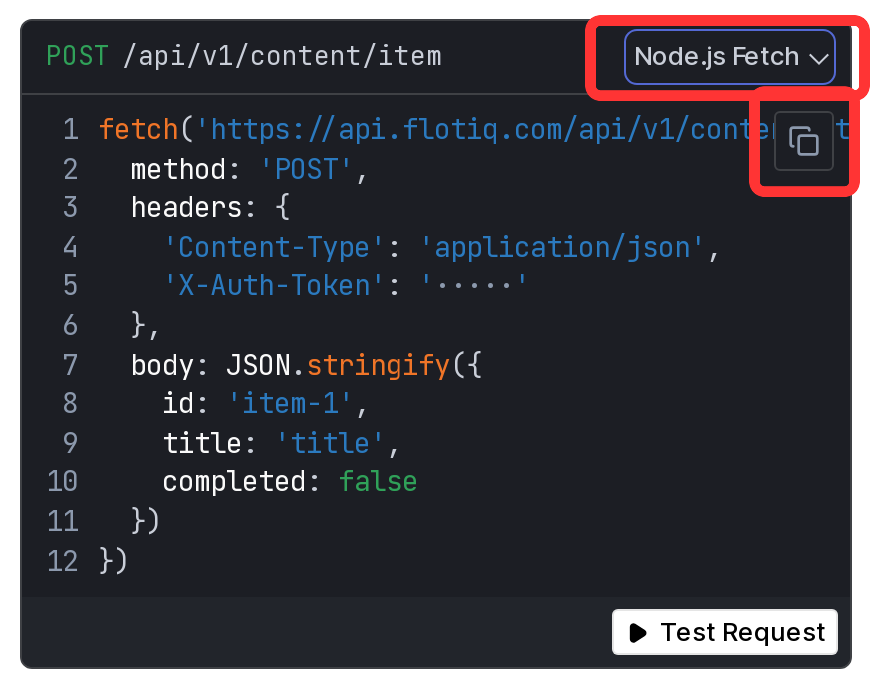 POST /api/v1/content/item
Node.js Fetch
1 fetch('https://api.flotiq.com/api/v1/conte
2 method: 'POST',
3 headers: {
4 'Content-Type': 'application/json',
5 'X-Auth-Token': '·····'
6 },
7 body: JSON.stringify({
8 id: 'item-1',
9 title: 'title',
10 completed: false
11 })
12 })
Test Request